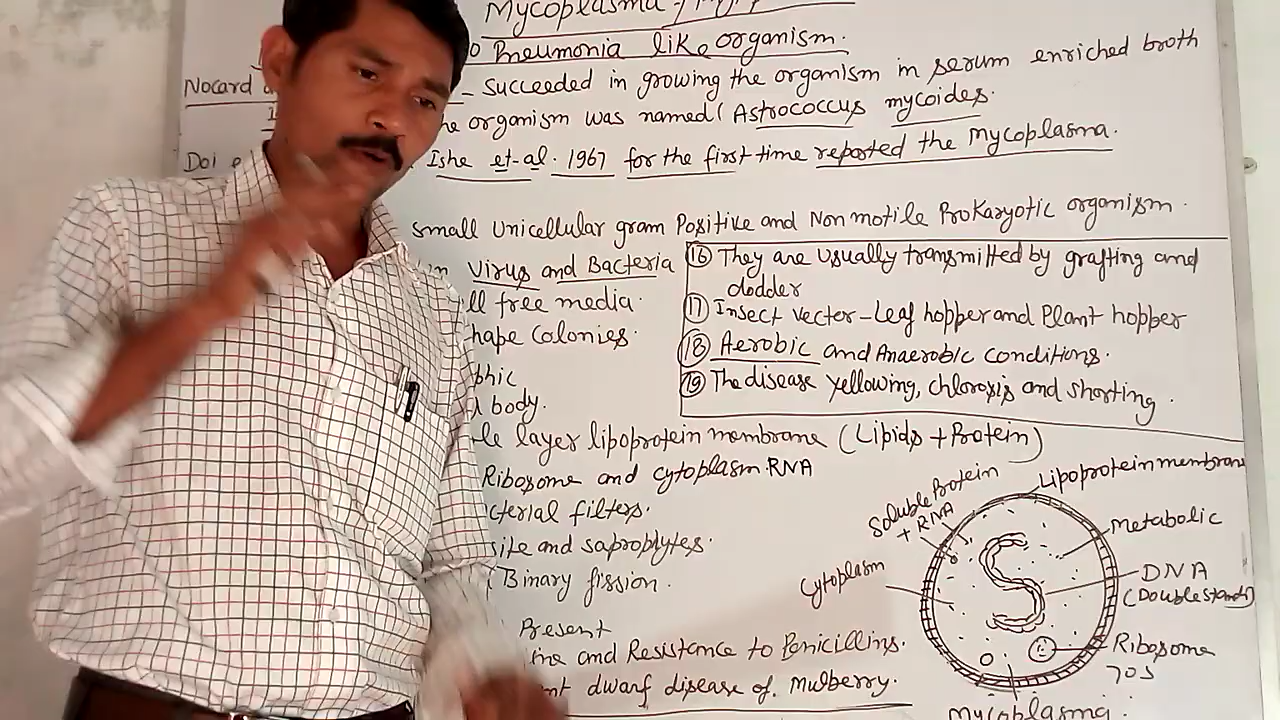 Mycoplasma
Pneumonia like organism.
Nocard
- Succeeded in growing the organism in serum enriched broth
organism was named (Astrococcus mycoides.
Doi
Ishe et-al. 1967 for the first time reported the Mycoplasma.
small Unicellular gram Positive and Non motile Prokaryotic organism.
Virus and Bacteria
free media.
Colonies.
body.
layer lipoprotein membrane (Lipids + Protein)
Ribosome and cytoplasm RNA
filters.
and saprophytes.
(Binary fission.
Present
and Resistance to Penicillins.
dwarf disease of mulberry.
(16) They are usually transmitted by grafting and
dodder
(17) Insect vector - Leaf hopper and Plant hopper
(18) Aerobic and Anaerobic conditions.
(19) The disease yellowing, chlorosis and shorting.
Lipoprotein membrane
Soluble Protein
+ RNA
Metabolic
Cytoplasm
DNA
(Double stands)
Ribosome
70s
Mycoplasma.